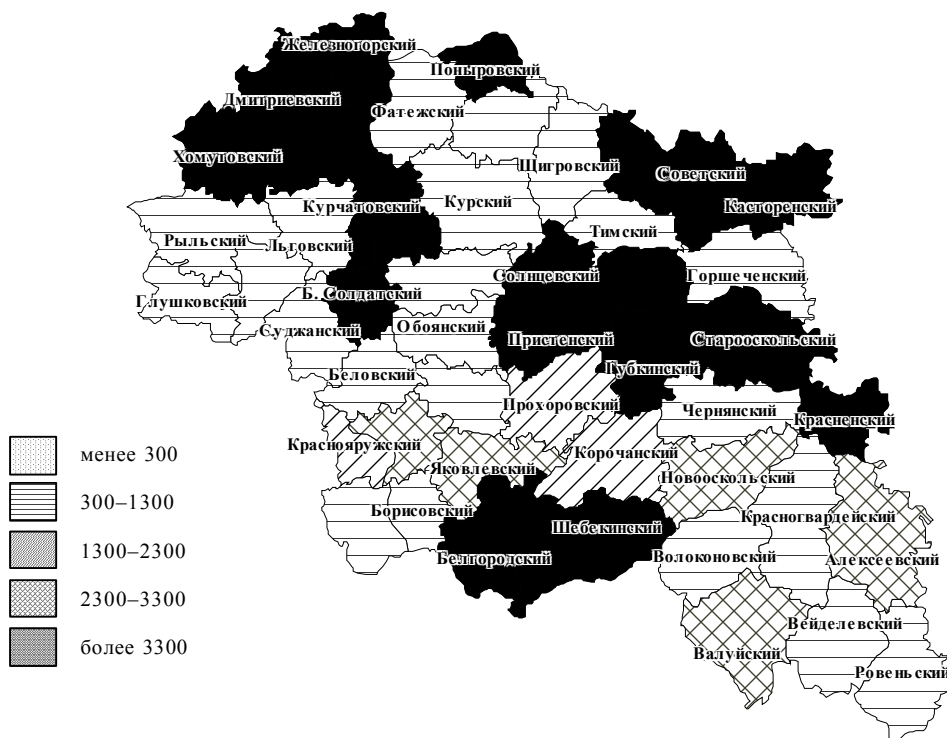 Железногорский
Поныровский
Дмитриевский
Фатежский
Хомутовский
Щигровский
Советский
Касторенский
Курчатовский
Курский
Тимский
Рыльский
Льговский
Солнцевский
Горшеченский
Глушковский
Б. Солдатский
Суджанский
Обоянский
Пристенский
Старооскольский
Беловский
Губкинский
Прохоровский
Чернянский
Красненский
Краснояружский
Корочанский
Яковлевский
Новооскольский
Борисовский
Красногвардейский
Шебекинский
Белгородский
Волоконовский
Алексеевский
Вейделевский
Валуйский
Ровеньский
менее 300
300–1300
1300–2300
2300–3300
более 3300